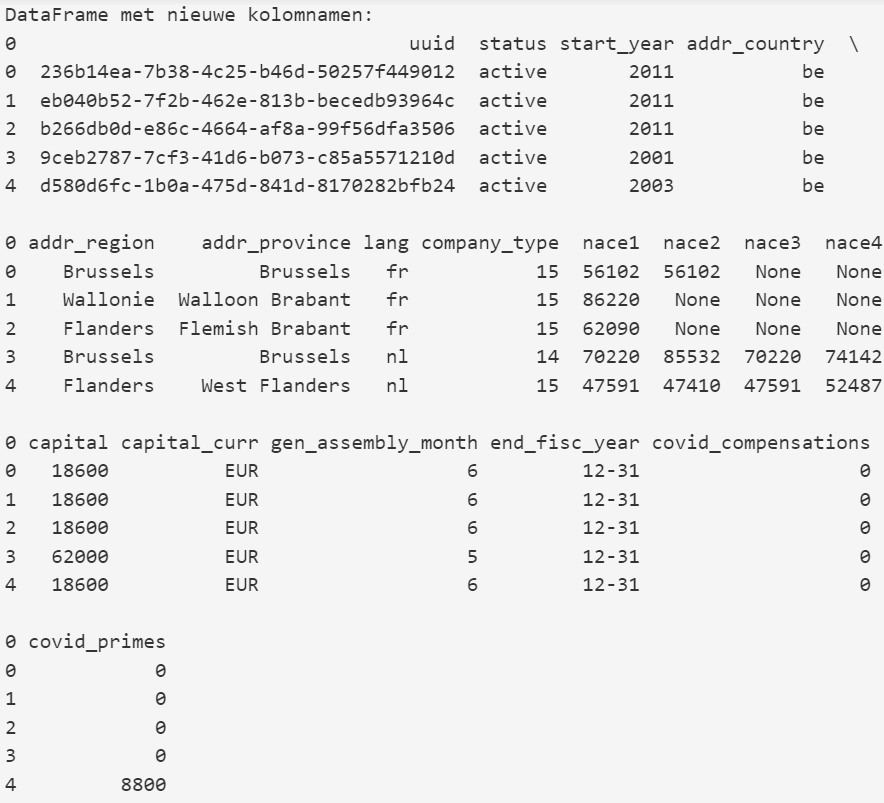 DataFrame met nieuwe kolomnamen:
0                                  uuid  status start_year addr_country  \
0  236b14ea-7b38-4c25-b46d-50257f449012  active       2011           be
1  eb040b52-7f2b-462e-813b-becedb93964c  active       2011           be
2  b266db0d-e86c-4664-af8a-99f56dfa3506  active       2011           be
3  9ceb2787-7cf3-41d6-b073-c85a5571210d  active       2001           be
4  d580d6fc-1b0a-475d-841d-8170282bfb24  active       2003           be

0 addr_region    addr_province lang company_type  nace1  nace2  nace3  nace4
0    Brussels         Brussels   fr           15  56102  56102   None   None
1    Wallonie  Walloon Brabant   fr           15  86220   None   None   None
2    Flanders  Flemish Brabant   fr           15  62090   None   None   None
3    Brussels         Brussels   nl           14  70220  85532  70220  74142
4    Flanders    West Flanders   nl           15  47591  47410  47591  52487

0 capital capital_curr gen_assembly_month end_fisc_year covid_compensations
0   18600          EUR                  6         12-31                   0
1   18600          EUR                  6         12-31                   0
2   18600          EUR                  6         12-31                   0
3   62000          EUR                  5         12-31                   0
4   18600          EUR                  6         12-31                   0

0 covid_primes
0            0
1            0
2            0
3            0
4         8800